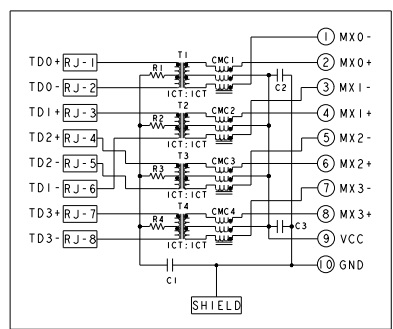 ① MX0-
TD0+ RJ-1 R1 T1 CMC1 ② MX0+
C2
TD0- RJ-2 1CT:1CT ③ MX1-
TD1+ RJ-3 R2 T2 CMC2 ④ MX1+
TD2+ RJ-4 1CT:1CT ⑤ MX2-
TD2- RJ-5 R3 T3 CMC3 ⑥ MX2+
TD1- RJ-6 1CT:1CT ⑦ MX3-
TD3+ RJ-7 R4 T4 CMC4 ⑧ MX3+
C3
TD3- RJ-8 1CT:1CT ⑨ VCC
C1 ⑩ GND
SHIELD